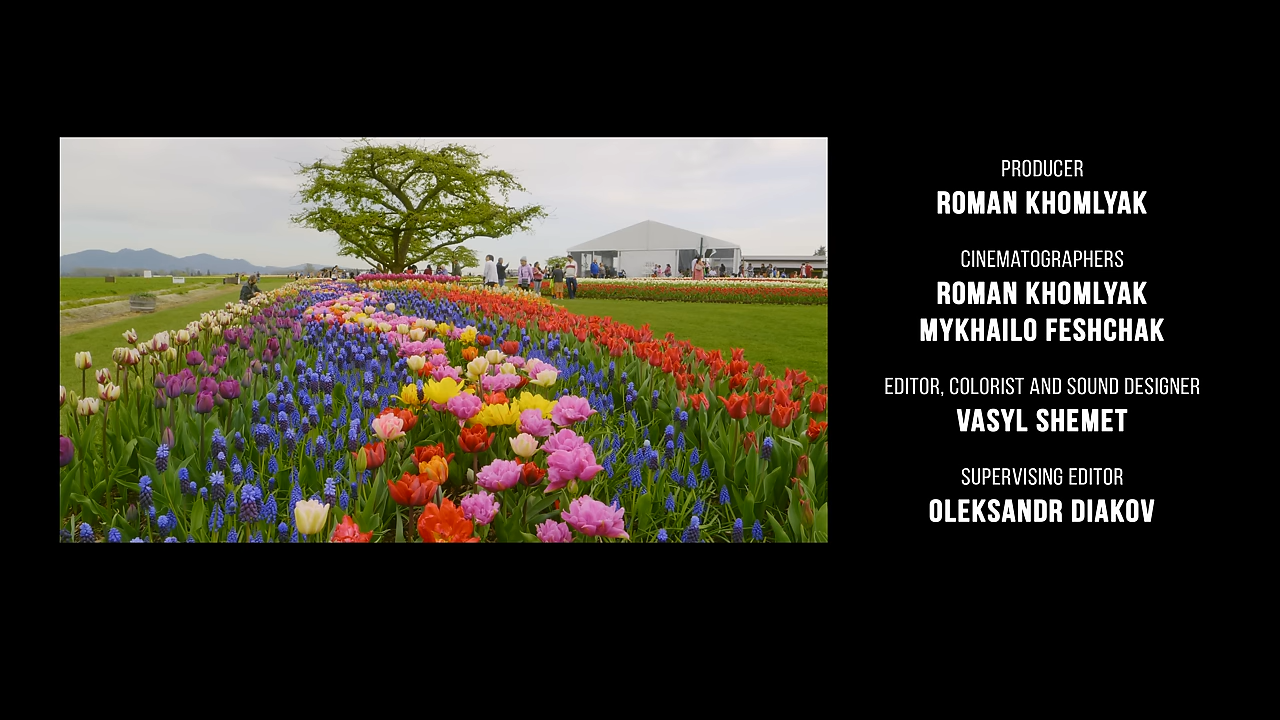 PRODUCER
ROMAN KHOMLYAK
CINEMATOGRAPHERS
ROMAN KHOMLYAK
MYKHAILO FESHCHAK
EDITOR, COLORIST AND SOUND DESIGNER
VASYL SHEMET
SUPERVISING EDITOR
OLEKSANDR DIAKOV